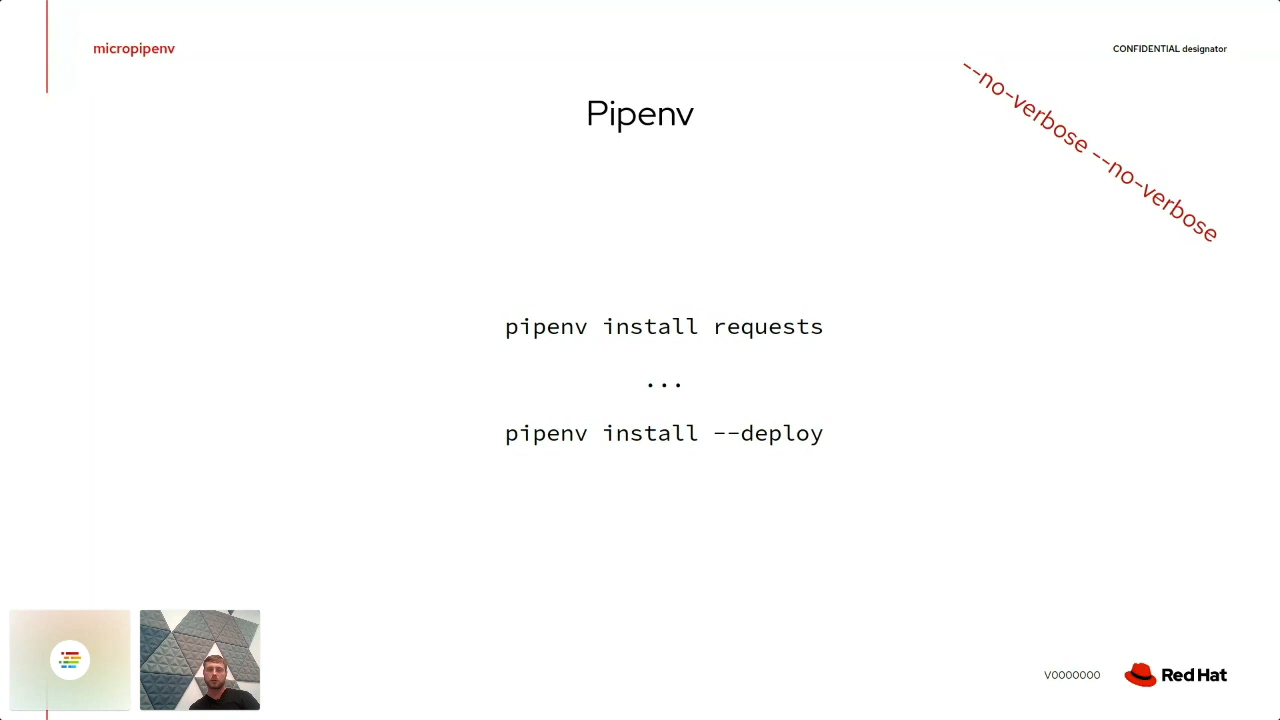 micropipenv
CONFIDENTIAL designator
Pipenv
--no-verbose --no-verbose
pipenv install requests
...
pipenv install --deploy
V0000000
Red Hat